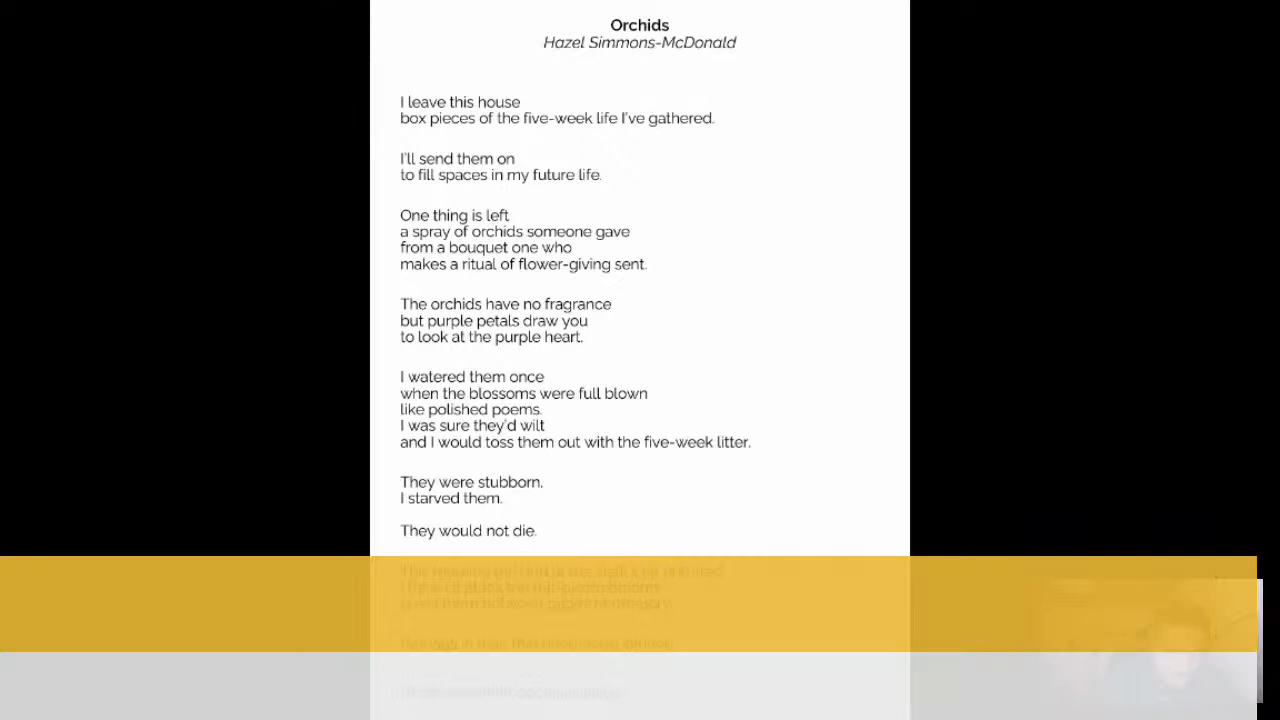 Orchids
Hazel Simmons-McDonald
I leave this house
box pieces of the five-week life I've gathered.
I'll send them on
to fill spaces in my future life.
One thing is left
a spray of orchids someone gave
from a bouquet one who
makes a ritual of flower-giving sent.
The orchids have no fragrance
but purple petals draw you
to look at the purple heart.
I watered them once
when the blossoms were full blown
like polished poems.
I was sure they'd wilt
and I would toss them out with the five-week litter.
They were stubborn.
I starved them.
They would not die.